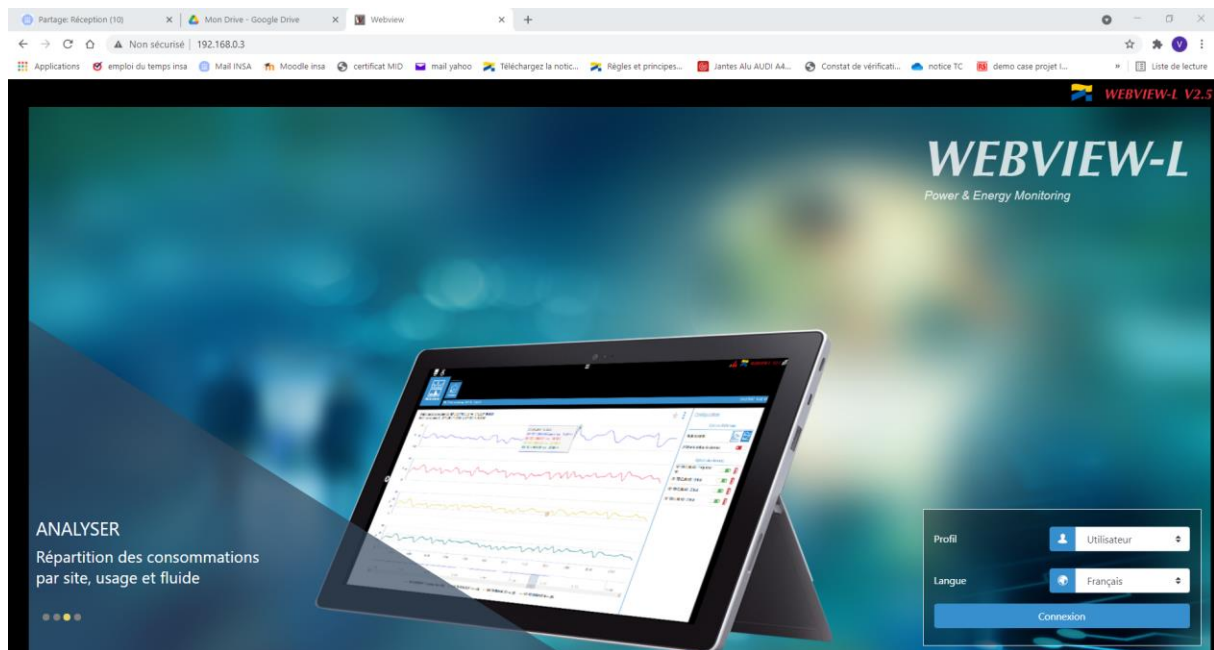 Partage: Réception (10)
Mon Drive - Google Drive
Webview
Non sécurisé
192.168.0.3
Applications
emploi du temps insa
Mail INSA
Moodle insa
certificat MID
mail yahoo
Téléchargez la notic...
Règles et principes...
Jantes Alu AUDI A4...
Constat de vérificati...
notice TC
demo case projet I...
»
Liste de lecture
WEBVIEW-L V2.5
WEBVIEW-L
Power & Energy Monitoring
ANALYSER
Répartition des consommations
par site, usage et fluide
Profil
Utilisateur
Langue
Français
Connexion